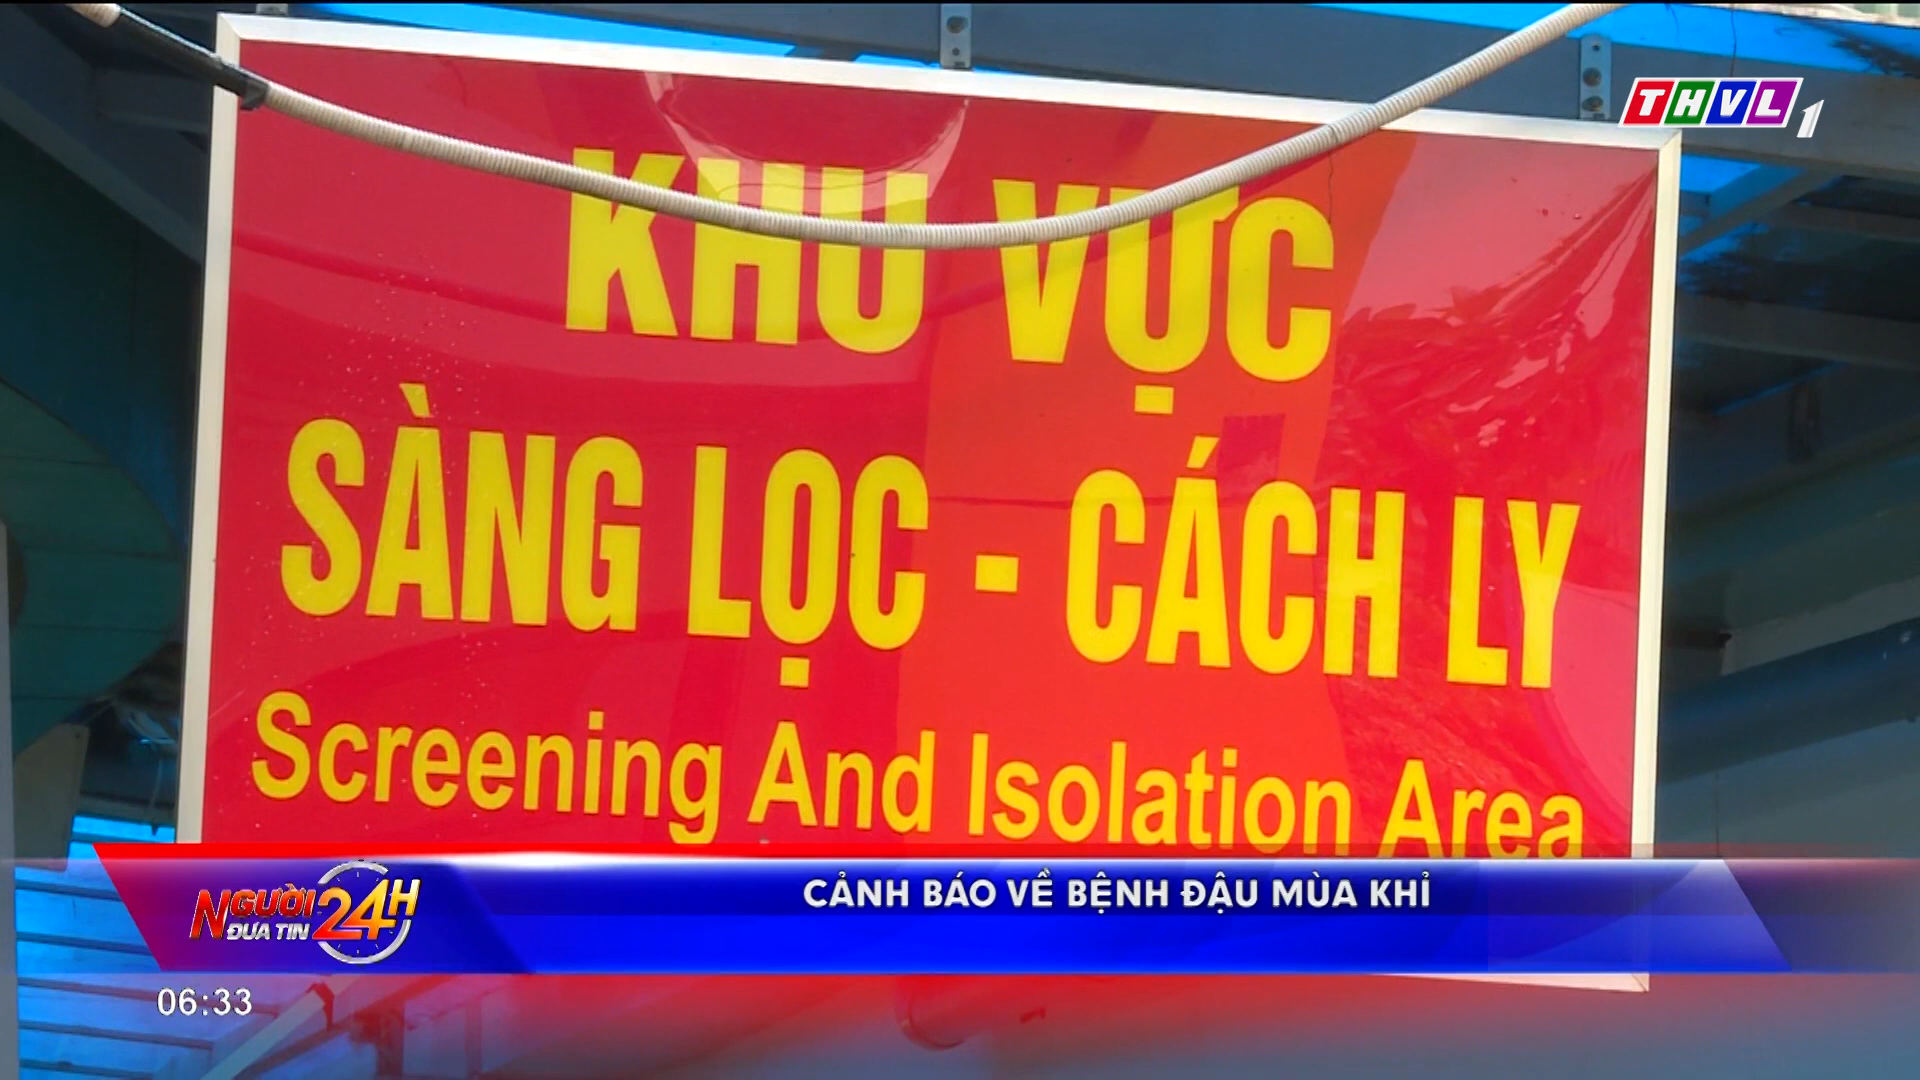 THVL1
KHU VỰC
SÀNG LỌC - CÁCH LY
Screening And Isolation Area
CẢNH BÁO VỀ BỆNH ĐẬU MÙA KHỈ
NGƯỜI ĐƯA TIN 24H
06:33